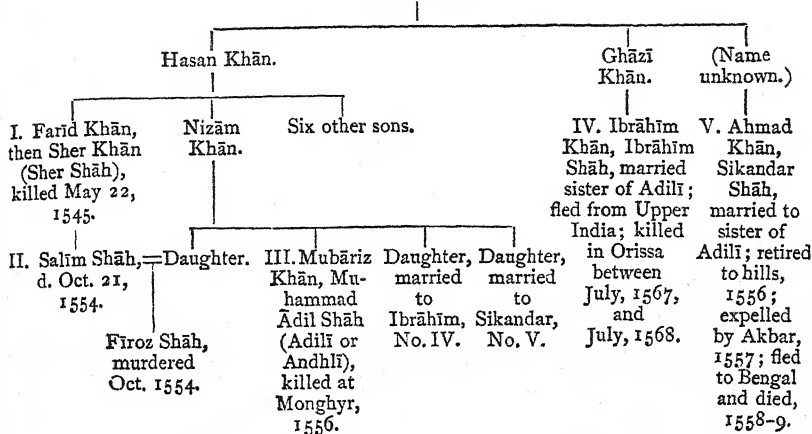 Hasan Khān.
Ghāzī
Khān.
(Name
unknown.)
I. Farīd Khān,
then Sher Khān
(Sher Shāh),
killed May 22,
1545.
Nizām
Khān.
Six other sons.
IV. Ibrāhīm
Khān, Ibrāhīm
Shāh, married
sister of Adilī;
fled from Upper
India; killed
in Orissa
between
July, 1567,
and
July, 1568.
V. Ahmad
Khān,
Sikandar
Shāh,
married to
sister of
Adilī; retired
to hills,
1556;
expelled
by Akbar,
1557; fled
to Bengal
and died,
1558-9.
II. Salīm Shāh,
d. Oct. 21,
1554.
=Daughter.
Fīroz Shāh,
murdered
Oct. 1554.
III. Mubāriz
Khān, Mu-
hammad
Ādil Shāh
(Adilī or
Andhlī),
killed at
Monghyr,
1556.
Daughter,
married
to
Ibrāhīm,
No. IV.
Daughter,
married
to
Sikandar,
No. V.